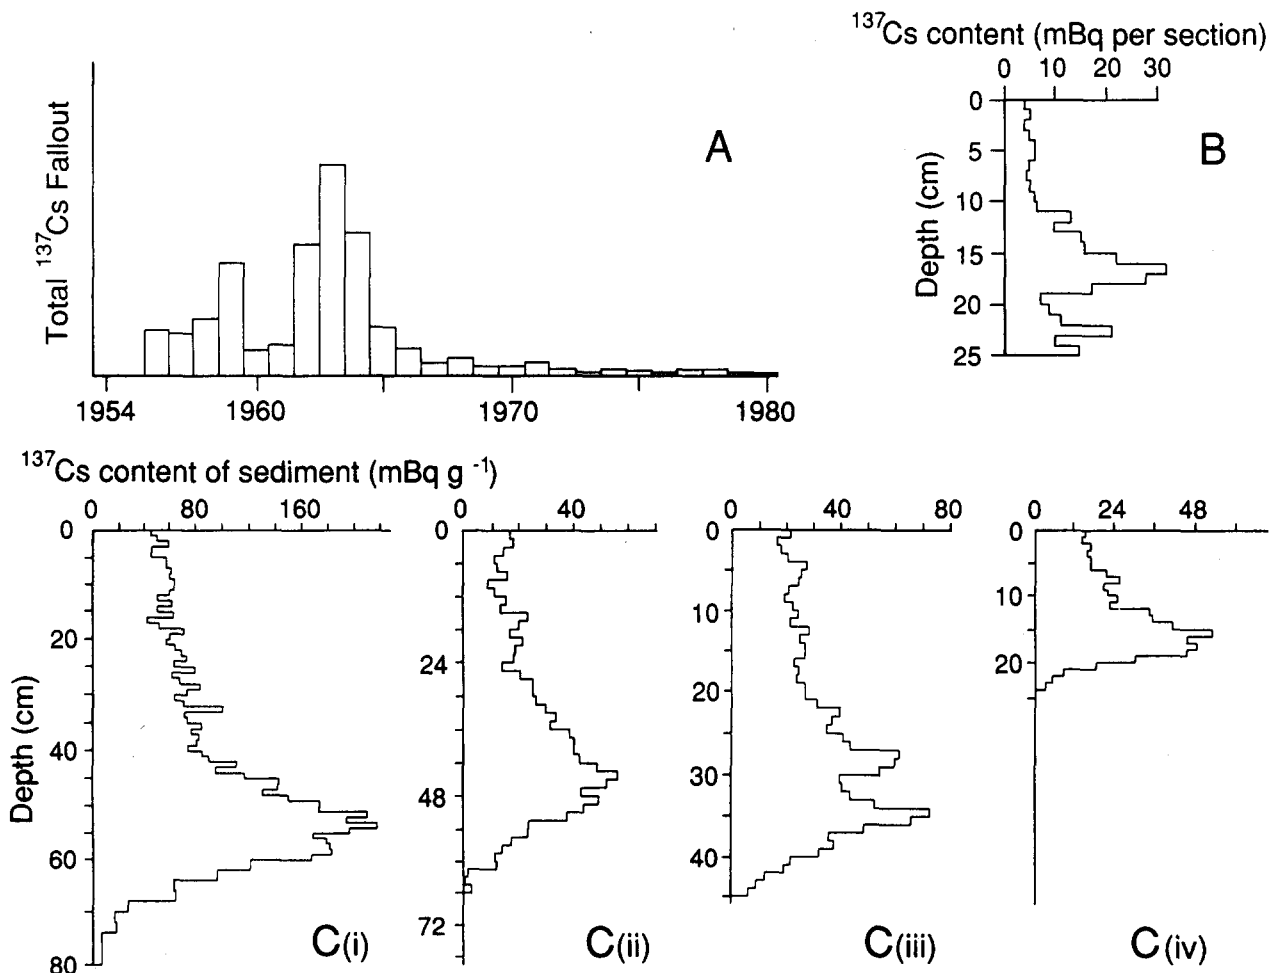 Total ¹³⁷Cs Fallout
A
1954 1960 1970 1980
¹³⁷Cs content (mBq per section)
0 10 20 30
Depth (cm)
0
5
10
15
20
25
B
¹³⁷Cs content of sediment (mBq g ⁻¹)
Depth (cm)
0 80 160
0
20
40
60
80
C(i)
0 40
0
24
48
72
C(ii)
0 40 80
0
10
20
30
40
C(iii)
0 24 48
0
10
20
C(iv)